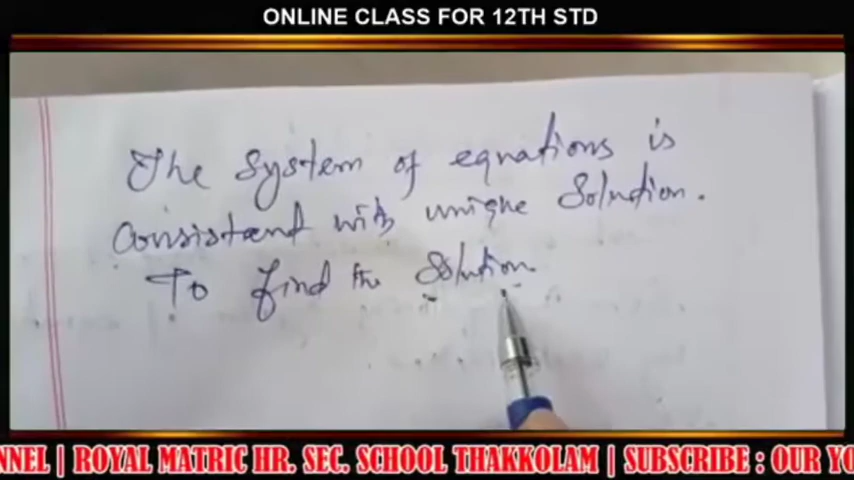 ONLINE CLASS FOR 12TH STD
The System of equations is
Consistent with unique Solution.
To find the Solution
NNEL | ROYAL MATRIC HR. SEC. SCHOOL THAKKOLAM | SUBSCRIBE : OUR YO